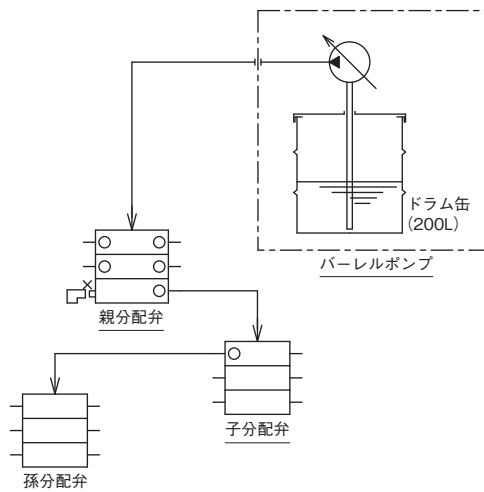 ドラム缶
(200L)
バーレルポンプ
親分配弁
子分配弁
孫分配弁